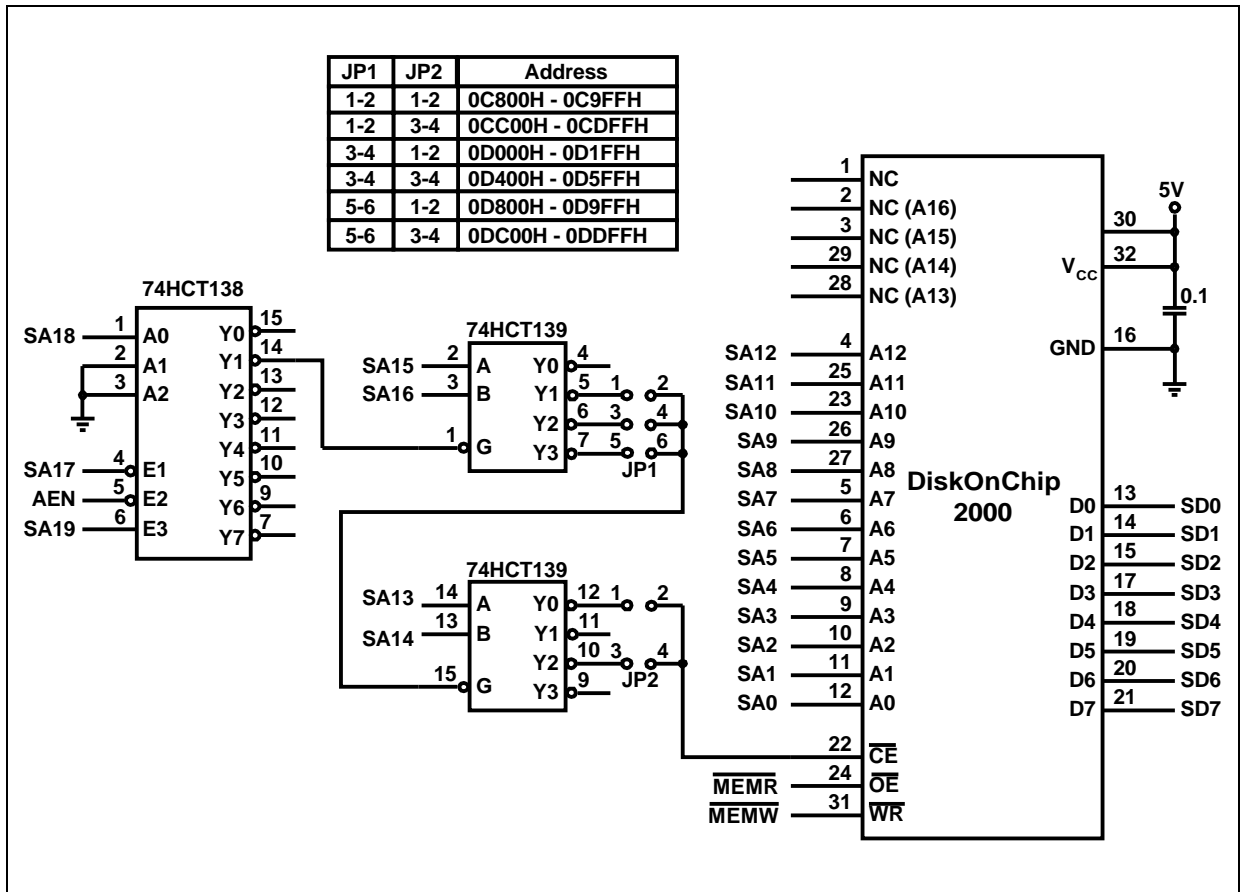 JP1 JP2 Address
1-2 1-2 0C800H - 0C9FFH
1-2 3-4 0CC00H - 0CDFFH
3-4 1-2 0D000H - 0D1FFH
3-4 3-4 0D400H - 0D5FFH
5-6 1-2 0D800H - 0D9FFH
5-6 3-4 0DC00H - 0DDFFH
74HCT138
SA18 1 A0 Y0 15
2 A1 Y1 14
3 A2 Y2 13
Y3 12
Y4 11
SA17 4 E1 Y5 10
AEN 5 E2 Y6 9
SA19 6 E3 Y7 7
74HCT139
SA15 2 A Y0 4
SA16 3 B Y1 5 1 2
Y2 6 3 4
1 G Y3 7 5 6
JP1
74HCT139
SA13 14 A Y0 12 1 2
SA14 13 B Y1 11
Y2 10 3 4
15 G Y3 9
JP2
DiskOnChip
2000
1 NC
2 NC (A16)
3 NC (A15)
29 NC (A14)
28 NC (A13)
SA12 4 A12
SA11 25 A11
SA10 23 A10
SA9 26 A9
SA8 27 A8
SA7 5 A7
SA6 6 A6
SA5 7 A5
SA4 8 A4
SA3 9 A3
SA2 10 A2
SA1 11 A1
SA0 12 A0
22 CE
MEMR 24 OE
MEMW 31 WR
5V
30
VCC 32
0.1
GND 16
D0 13 SD0
D1 14 SD1
D2 15 SD2
D3 17 SD3
D4 18 SD4
D5 19 SD5
D6 20 SD6
D7 21 SD7